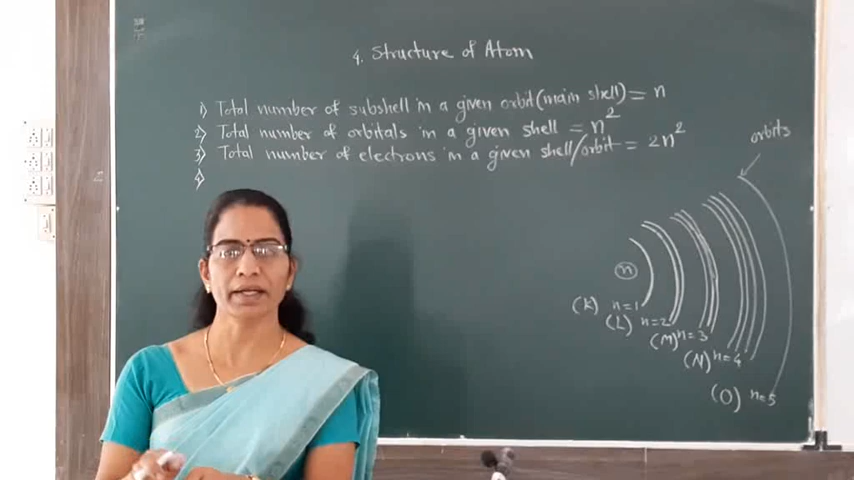 4. Structure of Atom
1) Total number of subshell in a given orbit (main shell) = n
2) Total number of orbitals in a given shell = n²
3) Total number of electrons in a given shell/orbit = 2n²
4)
orbits
n
(K) n=1
(L) n=2
(M) n=3
(N) n=4
(O) n=5